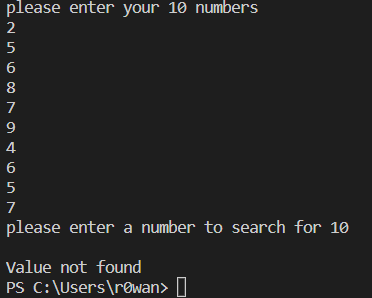 please enter your 10 numbers
2
5
6
8
7
9
4
6
5
7
please enter a number to search for 10
Value not found
PS C:\Users\r0wan>